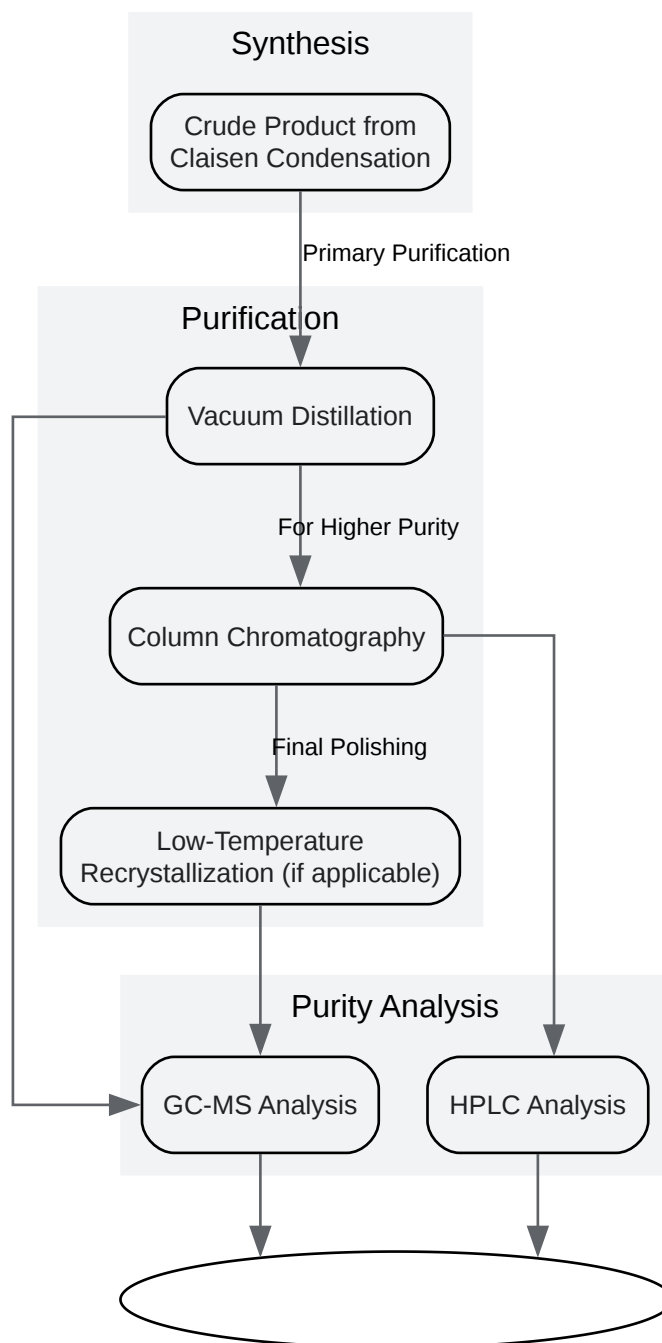 Synthesis
Crude Product from
Claisen Condensation
Primary Purification
Purification
Vacuum Distillation
For Higher Purity
Column Chromatography
Final Polishing
Low-Temperature
Recrystallization (if applicable)
Purity Analysis
GC-MS Analysis
HPLC Analysis